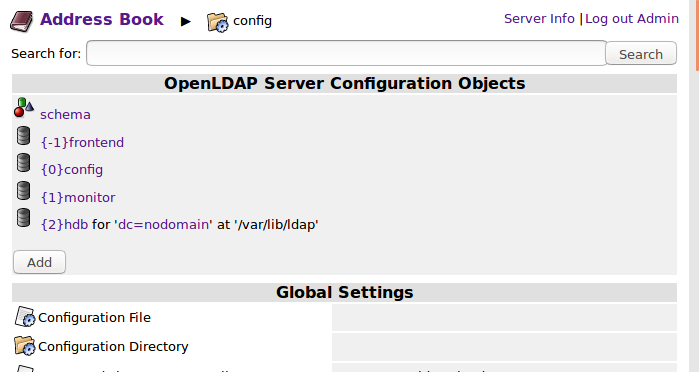 Address Book ▶ config
Server Info | Log out Admin
Search for: Search
OpenLDAP Server Configuration Objects
schema
{-1}frontend
{0}config
{1}monitor
{2}hdb for 'dc=nodomain' at '/var/lib/ldap'
Add
Global Settings
Configuration File
Configuration Directory